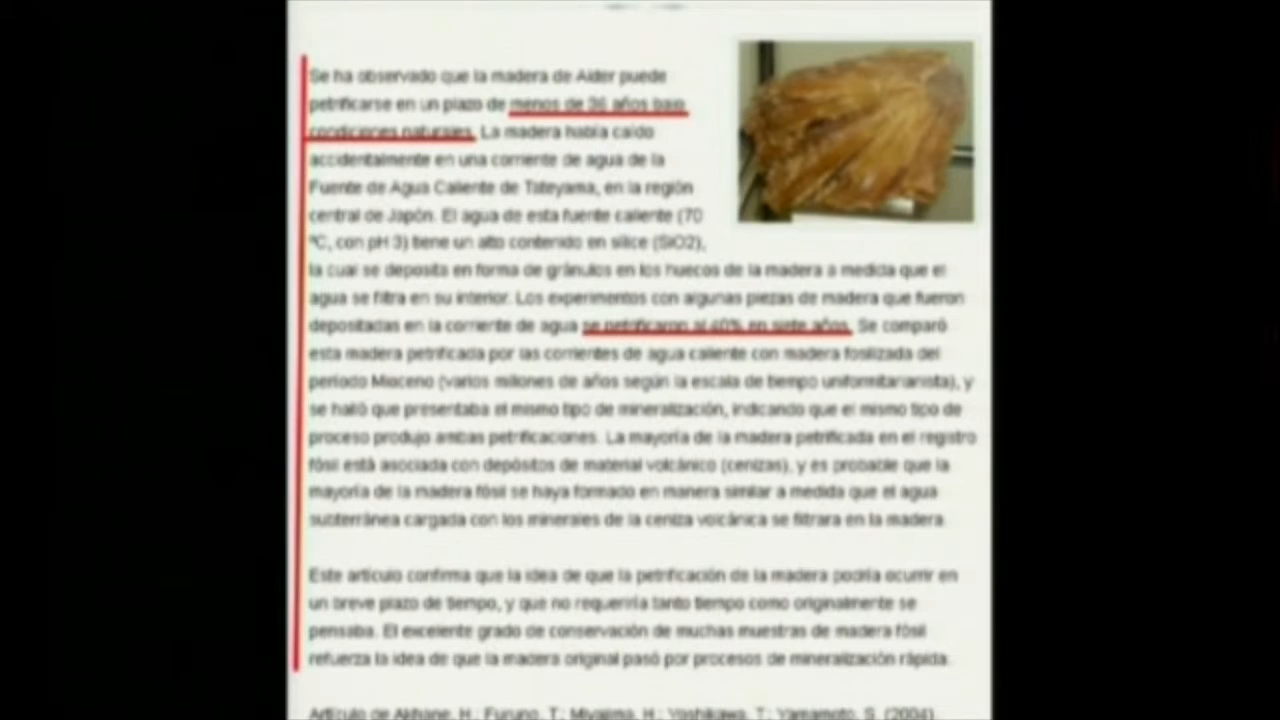 Se ha observado que la madera de Alder puede
petrificarse en un plazo de menos de 36 años bajo
condiciones naturales. La madera había caído
accidentalmente en una corriente de agua de la
Fuente de Agua Caliente de Tateyama, en la región
central de Japón. El agua de esta fuente caliente (70
ºC, con pH 3) tiene un alto contenido en sílice (SiO2),
la cual se deposita en forma de gránulos en los huecos de la madera a medida que el
agua se filtra en su interior. Los experimentos con algunas piezas de madera que fueron
depositadas en la corriente de agua se petrificaron al 40% en siete años. Se comparó
esta madera petrificada por las corrientes de agua caliente con madera fosilizada del
período Mioceno (varios millones de años según la escala de tiempo uniformitarianista), y
se halló que presentaba el mismo tipo de mineralización, indicando que el mismo tipo de
proceso produjo ambas petrificaciones. La mayoría de la madera petrificada en el registro
fósil está asociada con depósitos de material volcánico (cenizas), y es probable que la
mayoría de la madera fósil se haya formado en manera similar a medida que el agua
subterránea cargada con los minerales de la ceniza volcánica se filtrara en la madera.
Este artículo confirma que la idea de que la petrificación de la madera podría ocurrir en
un breve plazo de tiempo, y que no requeriría tanto tiempo como originalmente se
pensaba. El excelente grado de conservación de muchas muestras de madera fósil
refuerza la idea de que la madera original pasó por procesos de mineralización rápida.
Artículo de Akhane, H.; Furuno, T.; Miyajima, H.; Yoshikawa, T.; Yamamoto, S. (2004).